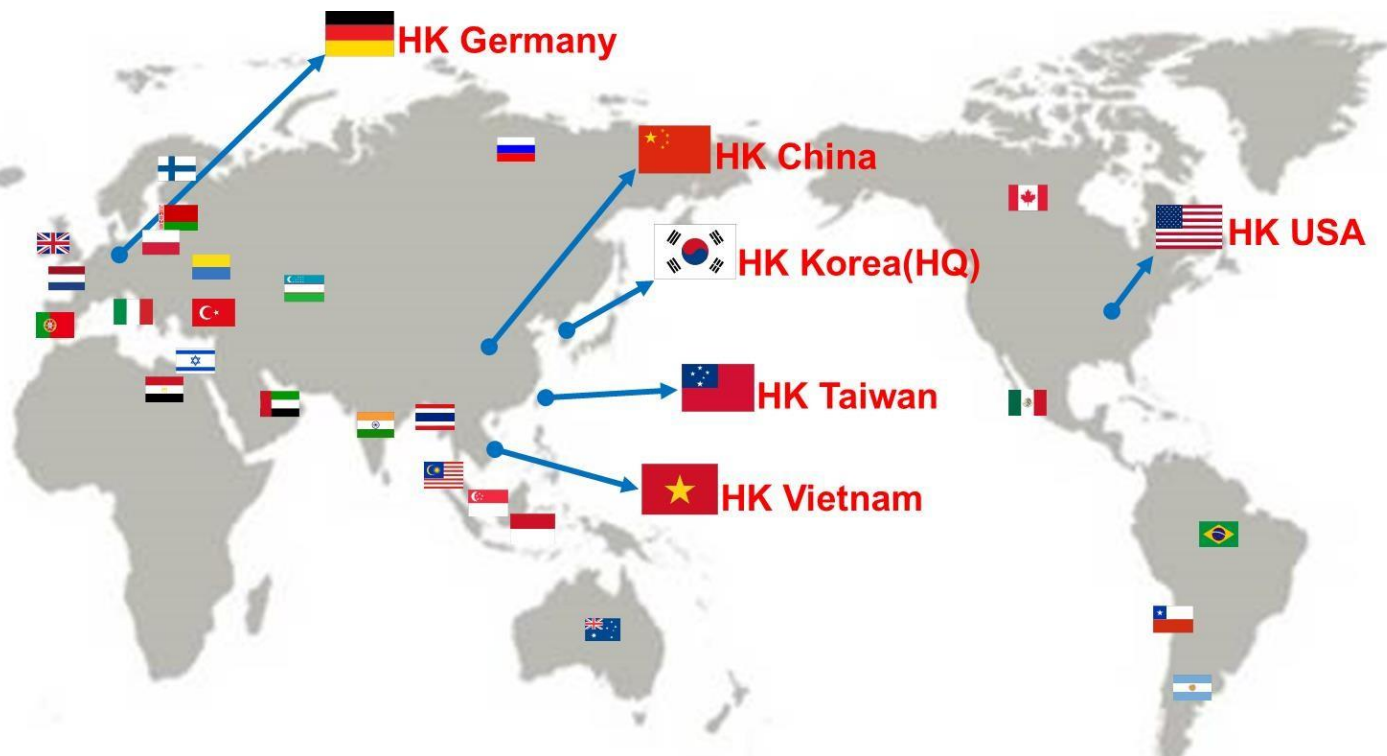 HK Germany
HK China
HK USA
HK Korea(HQ)
HK Taiwan
HK Vietnam